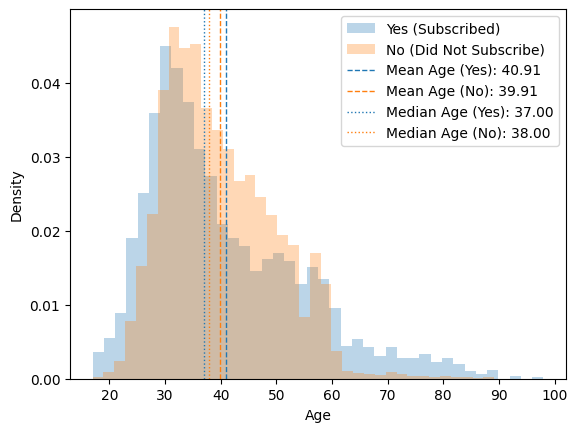 Yes (Subscribed)
No (Did Not Subscribe)
Mean Age (Yes): 40.91
Mean Age (No): 39.91
Median Age (Yes): 37.00
Median Age (No): 38.00
Density
0.04
0.03
0.02
0.01
0.00
20 30 40 50 60 70 80 90 100
Age